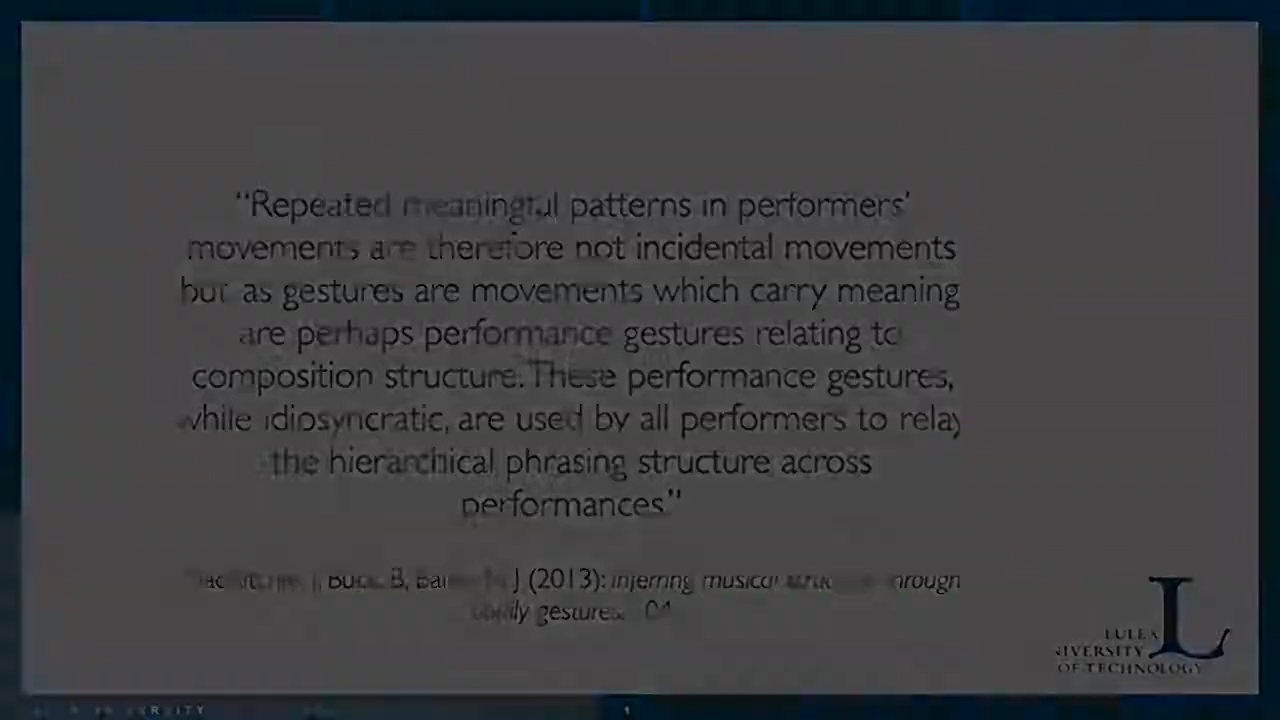 “Repeated meaningful patterns in performers’
movements are therefore not incidental movements
but as gestures are movements which carry meaning
are perhaps performance gestures relating to
composition structure. These performance gestures,
while idiosyncratic, are used by all performers to relay
the hierarchical phrasing structure across
performances.”
J (2013): Inferring musical structure through
bodily gestures.
LULEÅ
UNIVERSITY
OF TECHNOLOGY